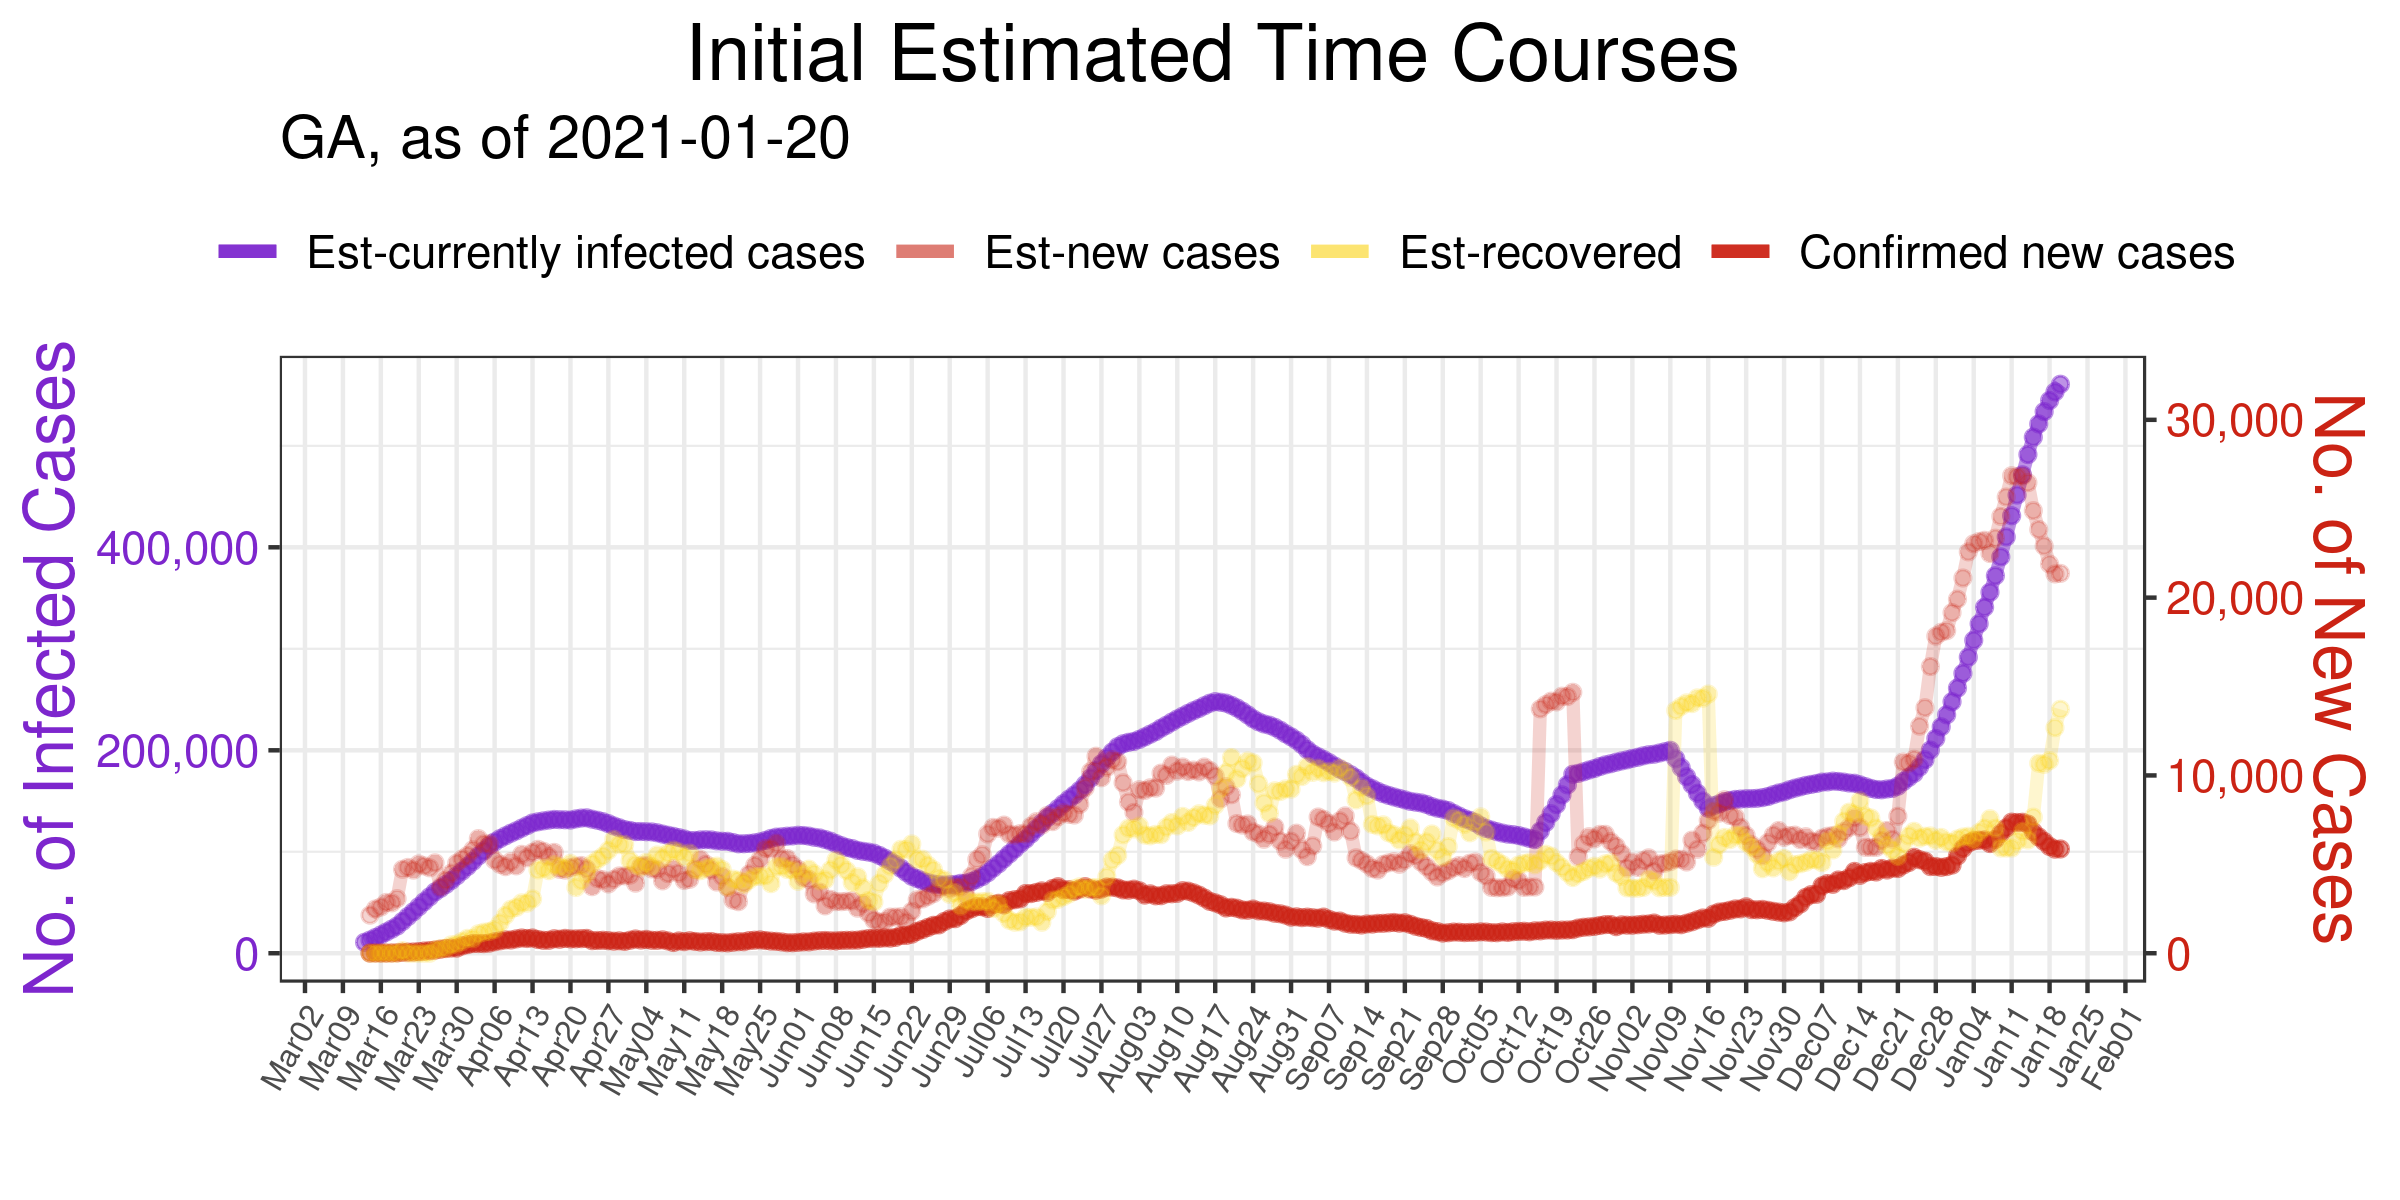 Initial Estimated Time Courses
GA, as of 2021-01-20
Est-currently infected cases
Est-new cases
Est-recovered
Confirmed new cases
No. of Infected Cases
400,000
200,000
0
30,000
20,000
10,000
0
No. of New Cases
Mar02
Mar09
Mar16
Mar23
Mar30
Apr06
Apr13
Apr20
Apr27
May04
May11
May18
May25
Jun01
Jun08
Jun15
Jun22
Jun29
Jul06
Jul13
Jul20
Jul27
Aug03
Aug10
Aug17
Aug24
Aug31
Sep07
Sep14
Sep21
Sep28
Oct05
Oct12
Oct19
Oct26
Nov02
Nov09
Nov16
Nov23
Nov30
Dec07
Dec14
Dec21
Dec28
Jan04
Jan11
Jan18
Jan25
Feb01